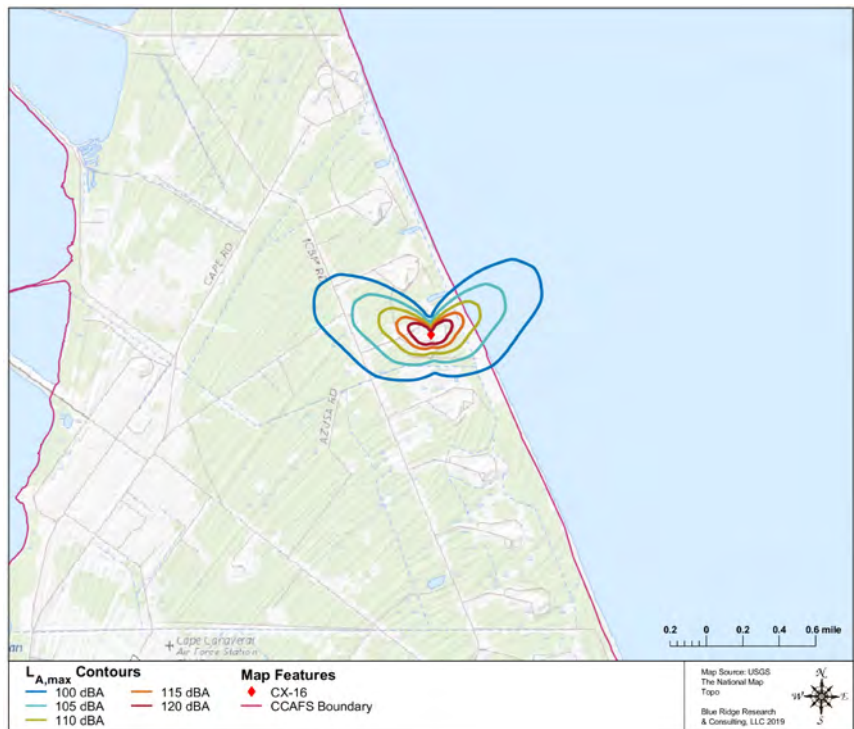 CAPE RD
ICBM RD
AZUSA RD
Cape Canaveral
Air Force Station
0.2 0 0.2 0.4 0.6 mile
LA,max Contours
100 dBA
105 dBA
110 dBA
115 dBA
120 dBA
Map Features
CX-16
CCAFS Boundary
Map Source: USGS
The National Map
Topo
Blue Ridge Research
& Consulting, LLC 2019
N
W E
S